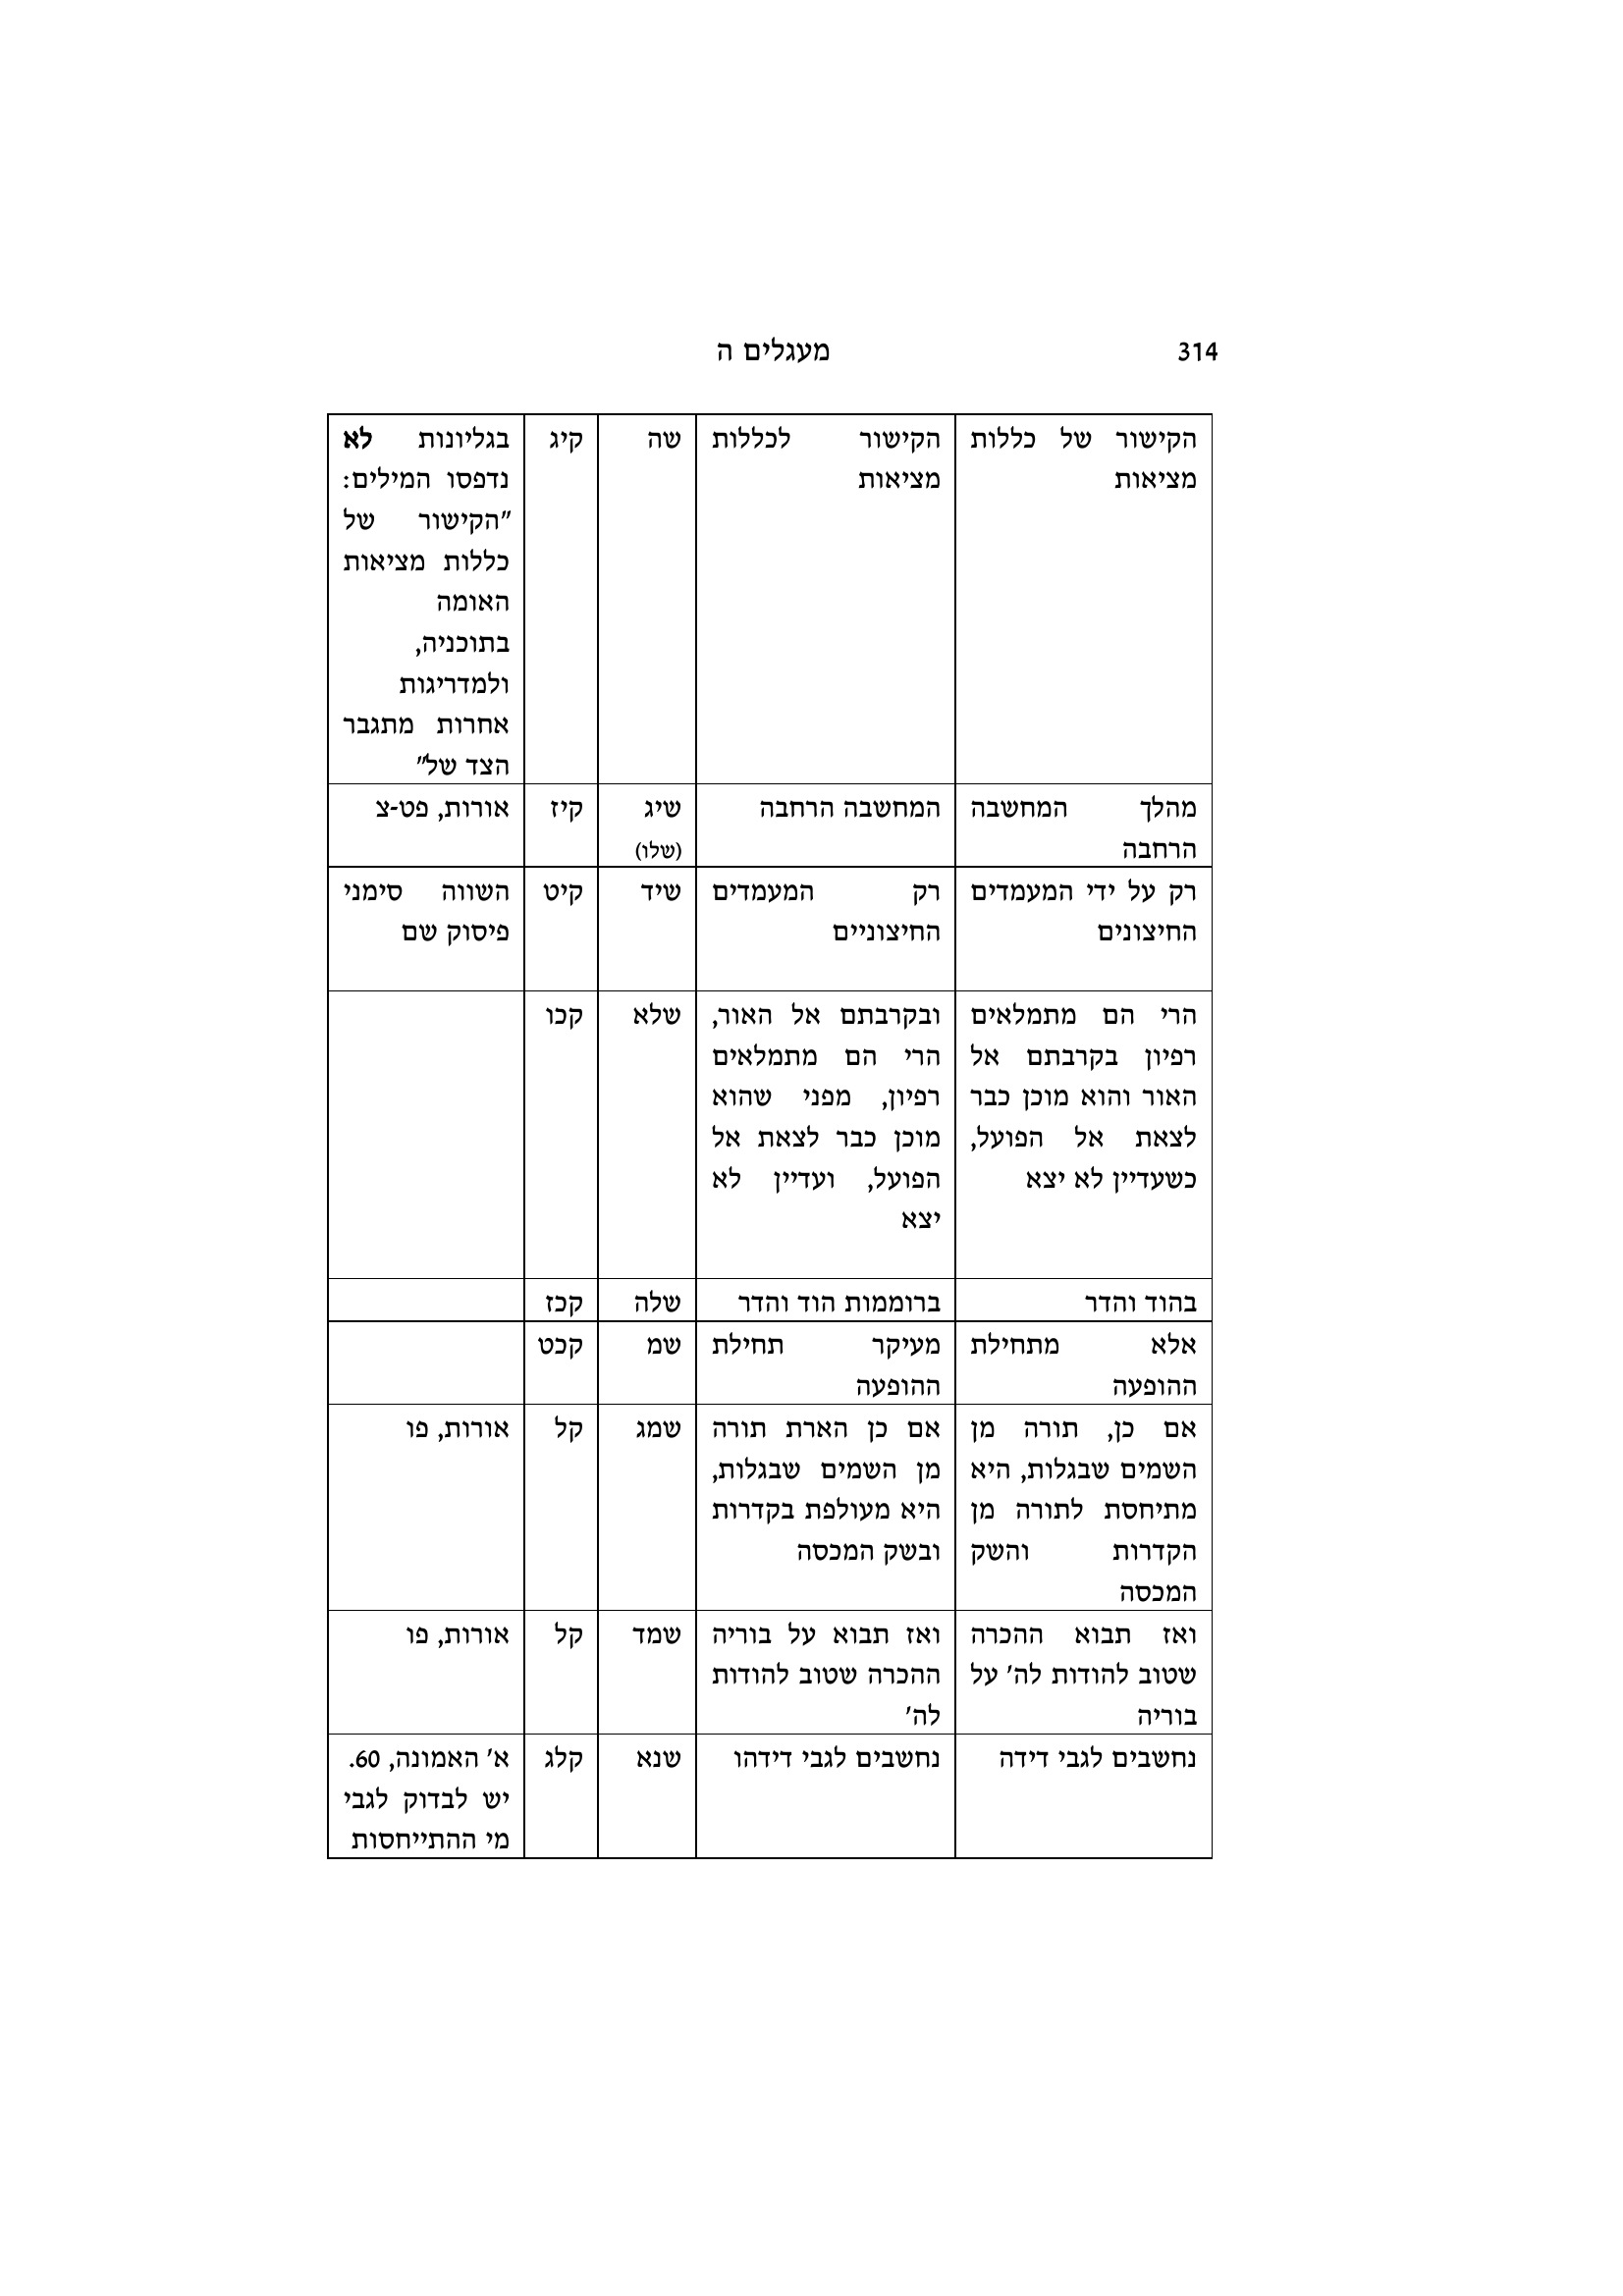 314
מעגלים ה
הקישור של כללות
מציאות
הקישור לכללות
מציאות
שה
קיג
בגליונות לא
נדפסו המילים:
"הקישור של
כללות מציאות
האומה
בתוכניה,
ולמדריגות
אחרות מתגבר
הצד של"
מהלך המחשבה
הרחבה
המחשבה הרחבה
שיג
(שלו)
קיז
אורות, פט-צ
רק על ידי המעמדים
החיצונים
רק המעמדים
החיצוניים
שיד
קיט
השווה סימני
פיסוק שם
הרי הם מתמלאים
רפיון בקרבתם אל
האור והוא מוכן כבר
לצאת אל הפועל,
כשעדיין לא יצא
ובקרבתם אל האור,
הרי הם מתמלאים
רפיון, מפני שהוא
מוכן כבר לצאת אל
הפועל, ועדיין לא
יצא
שלא
קכו
בהוד והדר
ברוממות הוד והדר
שלה
קכז
אלא מתחילת
ההופעה
מעיקר תחילת
ההופעה
שמ
קכט
אם כן, תורה מן
השמים שבגלות, היא
מתיחסת לתורה מן
הקדרות והשק
המכסה
אם כן הארת תורה
מן השמים שבגלות,
היא מעולפת בקדרות
ובשק המכסה
שמג
קל
אורות, פו
ואז תבוא ההכרה
שטוב להודות לה' על
בוריה
ואז תבוא על בוריה
ההכרה שטוב להודות
לה'
שמד
קל
אורות, פו
נחשבים לגבי דידה
נחשבים לגבי דידהו
שנא
קלג
א' האמונה, 60.
יש לבדוק לגבי
מי ההתייחסות